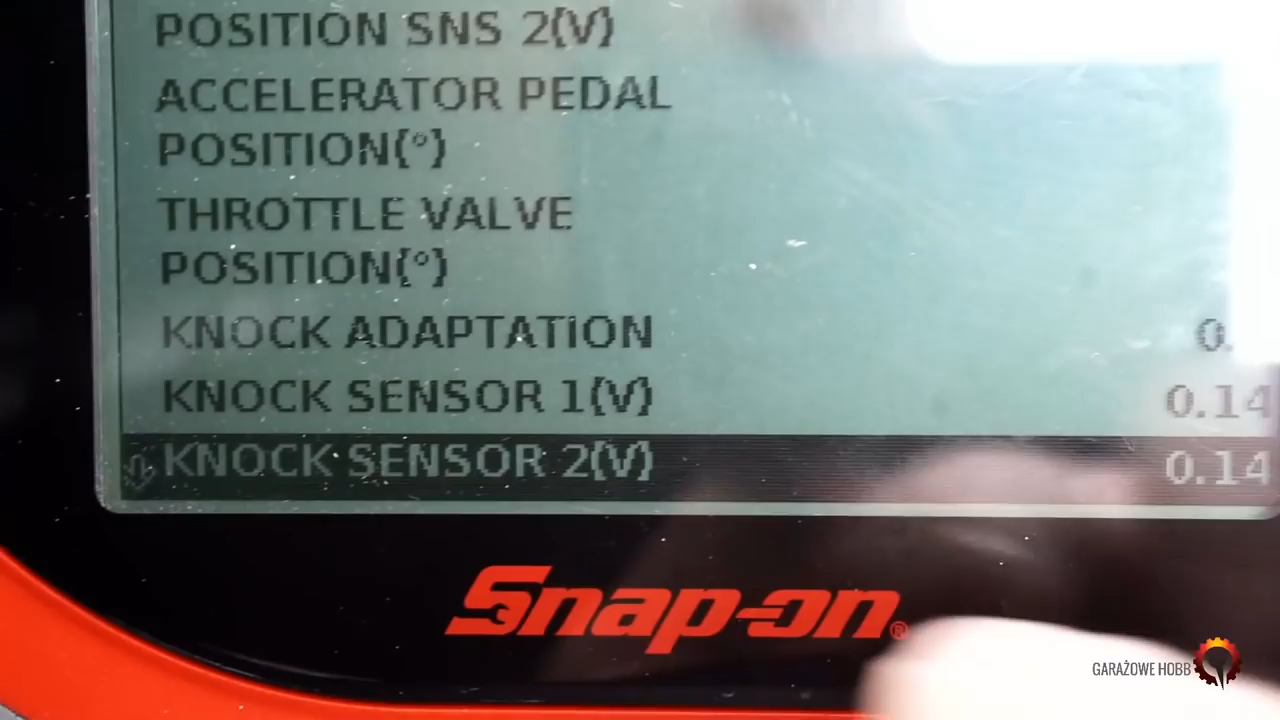 POSITION SNS 2(V)
ACCELERATOR PEDAL
POSITION(°)
THROTTLE VALVE
POSITION(°)
KNOCK ADAPTATION 0.
KNOCK SENSOR 1(V) 0.14
KNOCK SENSOR 2(V) 0.14
Snap-on®
GARAŻOWE HOBB